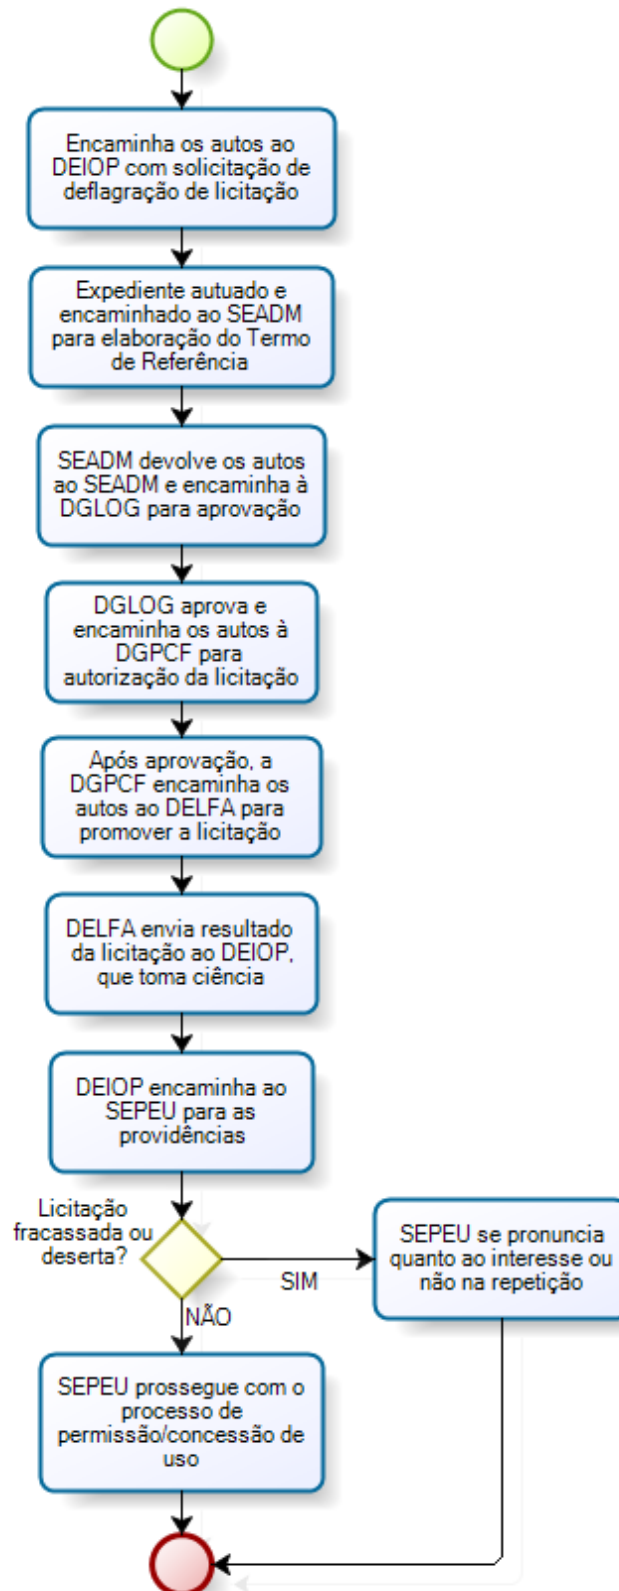 Encaminha os autos ao
DEIOP com solicitação de
deflagração de licitação
Expediente autuado e
encaminhado ao SEADM
para elaboração do Termo
de Referência
SEADM devolve os autos
ao SEADM e encaminha à
DGLOG para aprovação
DGLOG aprova e
encaminha os autos à
DGPCF para
autorização da licitação
Após aprovação, a
DGPCF encaminha os
autos ao DELFA para
promover a licitação
DELFA envia resultado
da licitação ao DEIOP,
que toma ciência
DEIOP encaminha ao
SEPEU para as
providências
Licitação
fracassada ou
deserta?
SIM
SEPEU se pronuncia
quanto ao interesse ou
não na repetição
NÃO
SEPEU prossegue com o
processo de
permissão/concessão de
uso